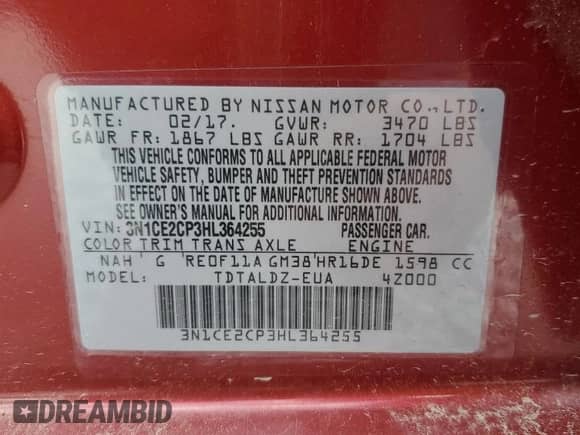 MANUFACTURED BY NISSAN MOTOR CO., LTD.
DATE: 02/17. GVWR: 3470 LBS
GAWR FR: 1867 LBS GAWR RR: 1704 LBS
THIS VEHICLE CONFORMS TO ALL APPLICABLE FEDERAL MOTOR
VEHICLE SAFETY, BUMPER AND THEFT PREVENTION STANDARDS
IN EFFECT ON THE DATE OF MANUFACTURE SHOWN ABOVE.
SEE OWNER'S MANUAL FOR ADDITIONAL INFORMATION.
VIN: 3N1CE2CP3HL364255 PASSENGER CAR.
COLOR TRIM TRANS AXLE ENGINE
NAH ' G 'RE0F11A GM38'HR16DE 1598 CC
TDTALDZ-EUA 4Z000
3N1CE2CP3HL364255
DREAMBID